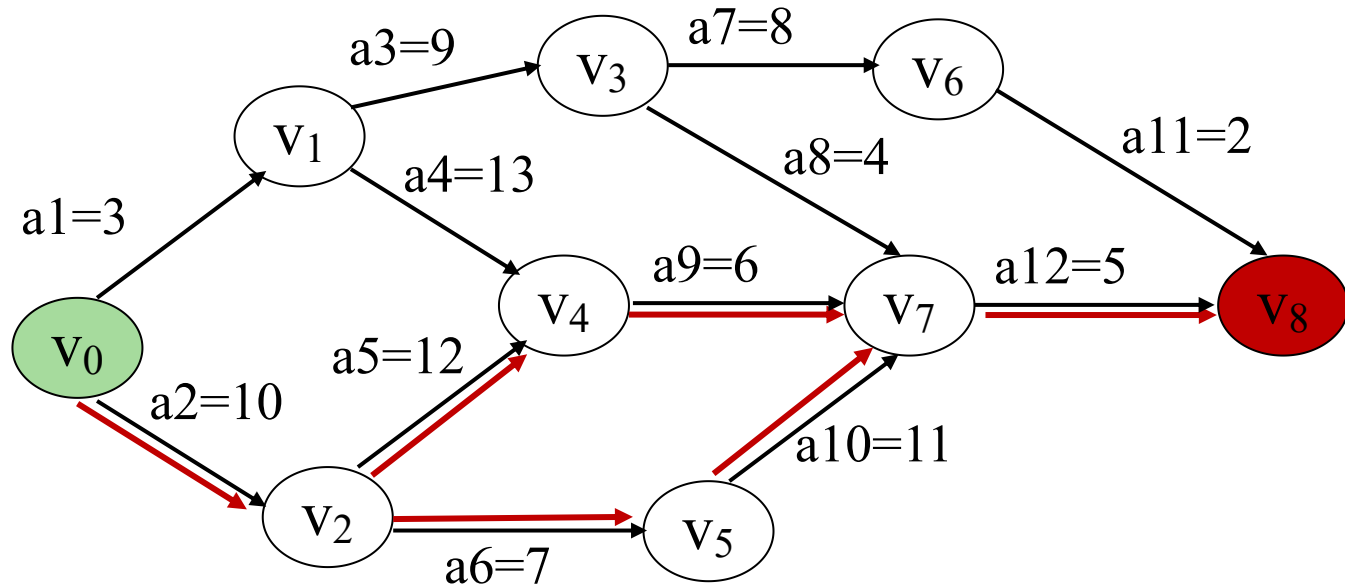 a3=9
v3
a7=8
v6
v1
a11=2
a8=4
a4=13
a1=3
a9=6
a12=5
v4
v7
v8
v0
a5=12
a2=10
a10=11
v2
v5
a6=7